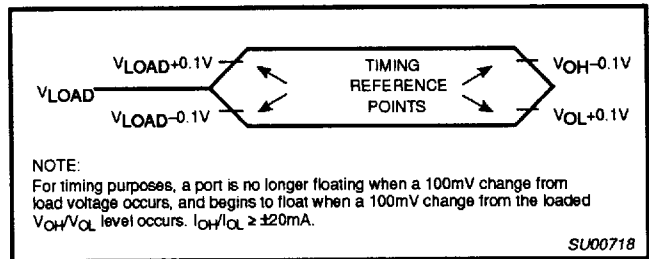 VLOAD+0.1V
TIMING
REFERENCE
POINTS
VOH–0.1V
VLOAD
VLOAD–0.1V
VOL+0.1V
NOTE:
For timing purposes, a port is no longer floating when a 100mV change from
load voltage occurs, and begins to float when a 100mV change from the loaded
VOH/VOL level occurs. IOH/IOL ≥ ±20mA.
SU00718